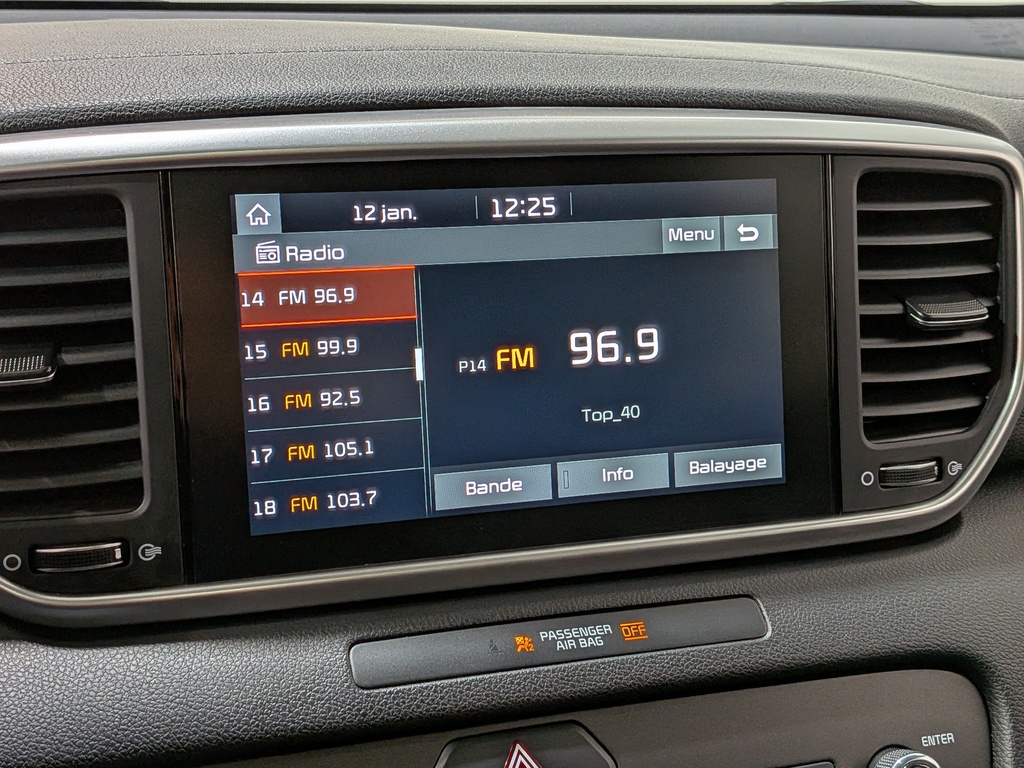 12 jan. 12:25
Radio Menu
14 FM 96.9
15 FM 99.9
16 FM 92.5
17 FM 105.1
18 FM 103.7
P14 FM 96.9
Top_40
Bande Info Balayage
PASSENGER
AIR BAG OFF
ENTER